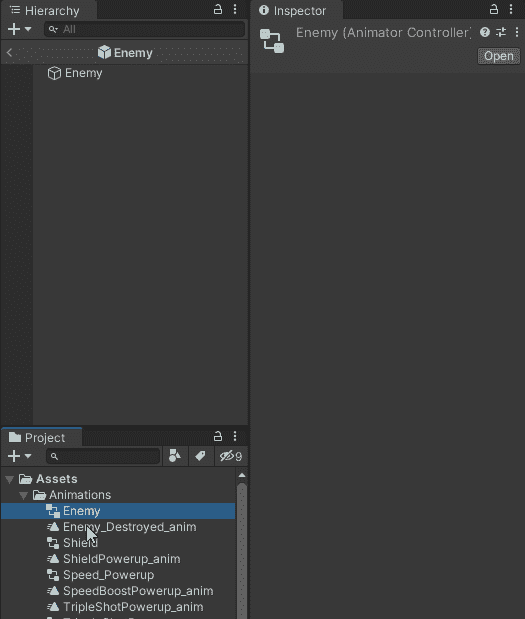 Hierarchy
All
Enemy
Enemy
Inspector
Enemy (Animator Controller)
Open
Project
9
Assets
Animations
Enemy
Enemy_Destroyed_anim
Shield
ShieldPowerup_anim
Speed_Powerup
SpeedBoostPowerup_anim
TripleShotPowerup_anim